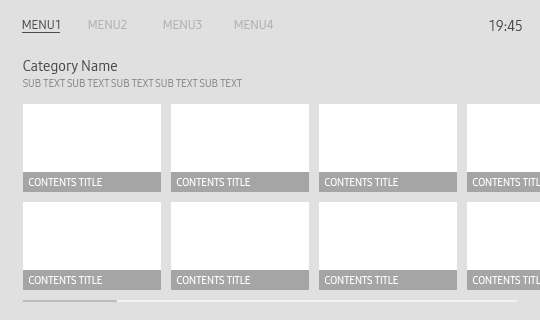 MENU1 MENU2 MENU3 MENU4 19:45
Category Name
SUB TEXT SUB TEXT SUB TEXT SUB TEXT SUB TEXT
CONTENTS TITLE CONTENTS TITLE CONTENTS TITLE CONTENTS TITL
CONTENTS TITLE CONTENTS TITLE CONTENTS TITLE CONTENTS TITL